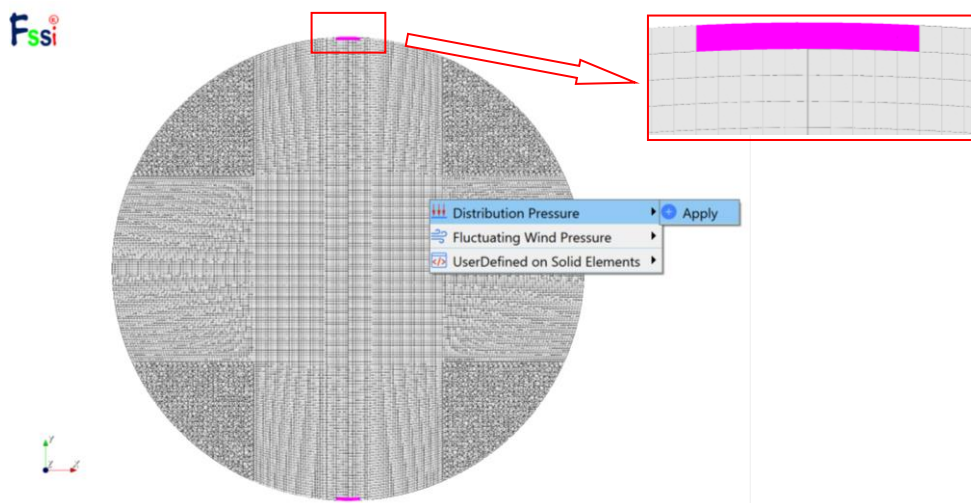 Fssi®
Distribution Pressure
Apply
Fluctuating Wind Pressure
UserDefined on Solid Elements
Y
Z
X